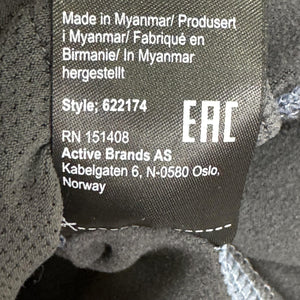 Made in Myanmar/ Produsert
i Myanmar/ Fabriqué en
Birmanie/ In Myanmar
hergestellt
Style; 622174
EAC
RN 151408
Active Brands AS
Kabelgaten 6, N-0580 Oslo,
Norway